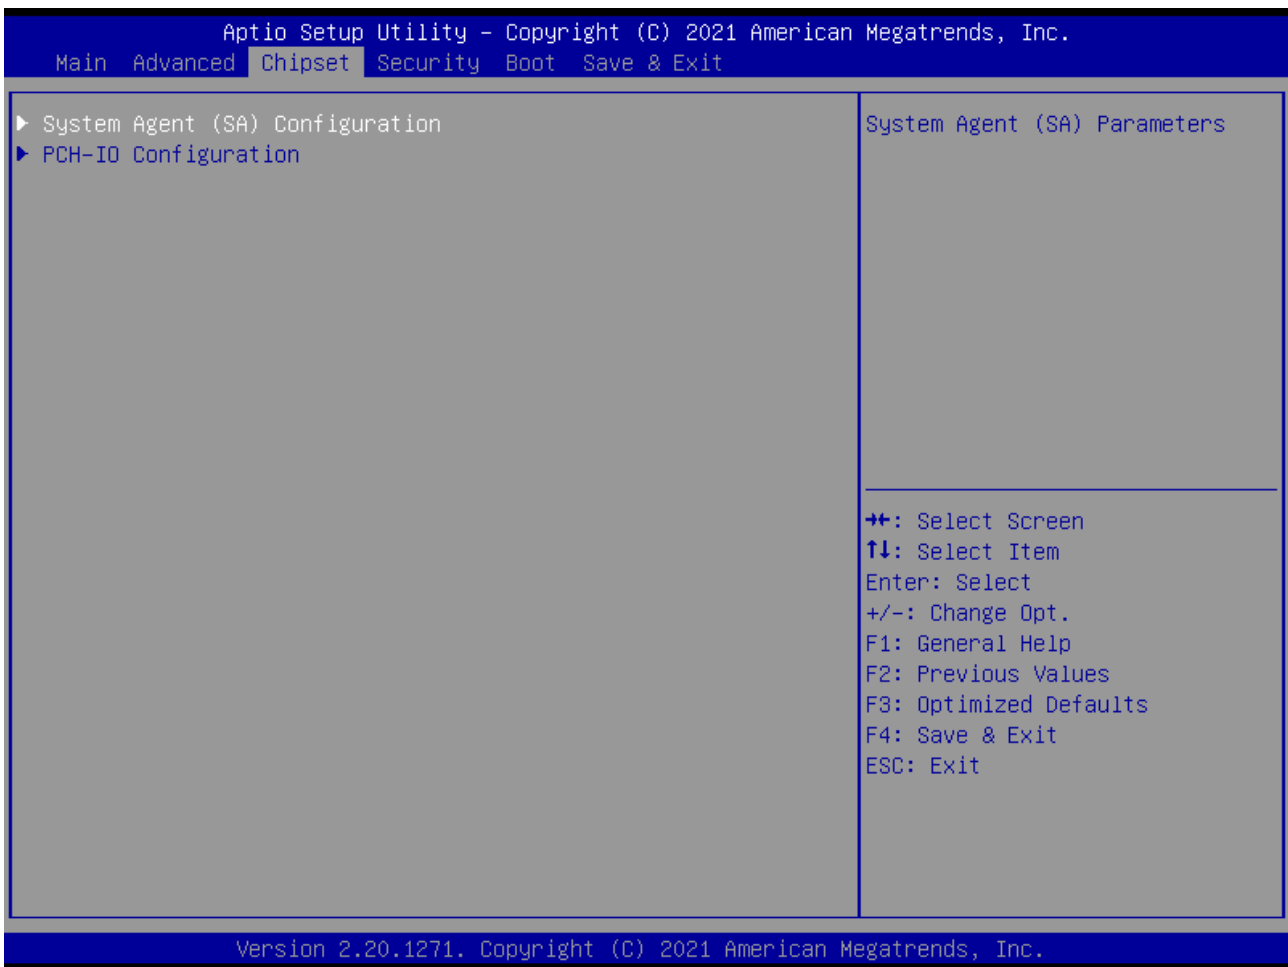 Aptio Setup Utility – Copyright (C) 2021 American Megatrends, Inc.
Main Advanced Chipset Security Boot Save & Exit
▶ System Agent (SA) Configuration
▶ PCH-IO Configuration
System Agent (SA) Parameters
→←: Select Screen
↑↓: Select Item
Enter: Select
+/-: Change Opt.
F1: General Help
F2: Previous Values
F3: Optimized Defaults
F4: Save & Exit
ESC: Exit
Version 2.20.1271. Copyright (C) 2021 American Megatrends, Inc.